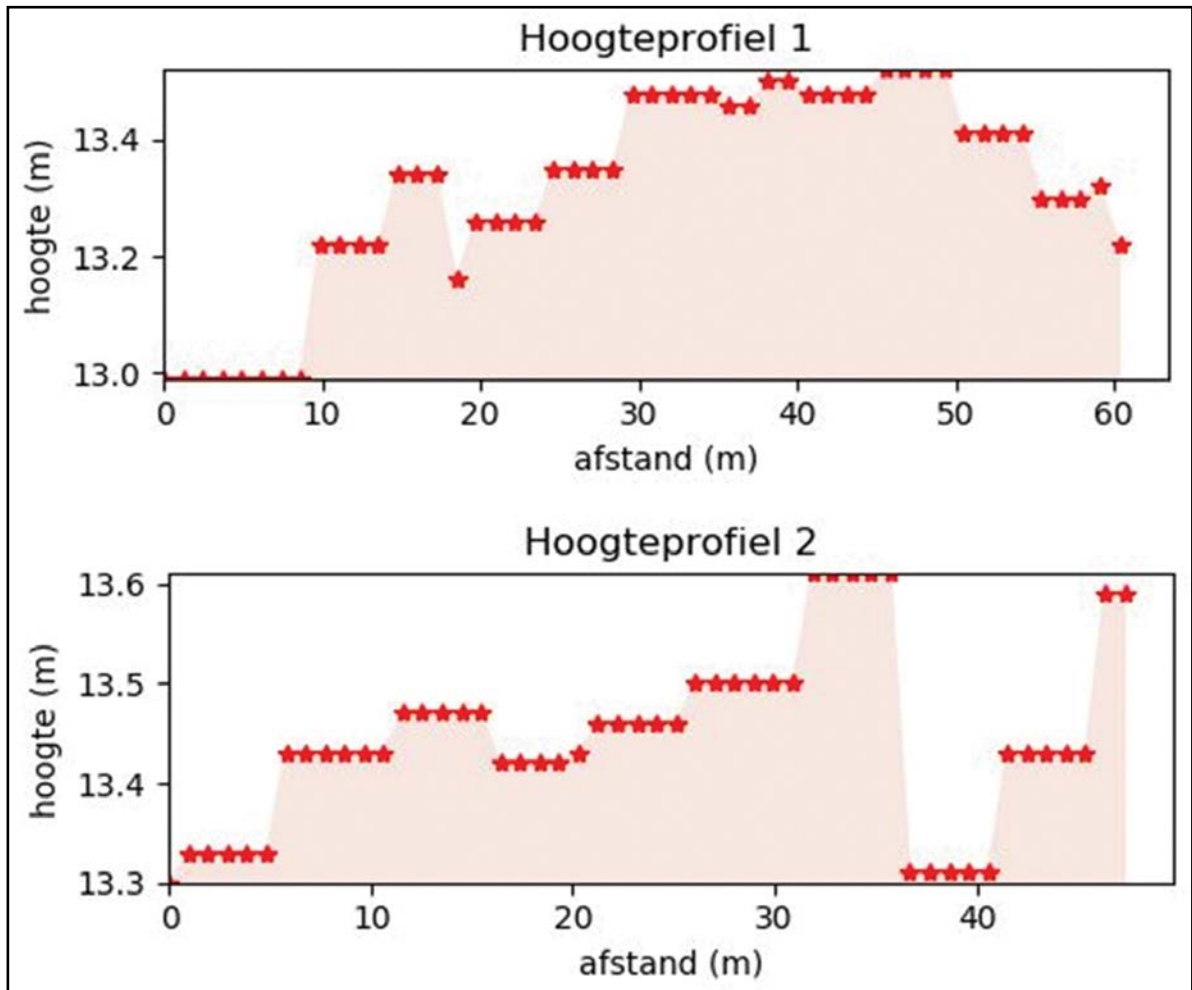 Hoogteprofiel 1
hoogte (m)
13.4
13.2
13.0
0 10 20 30 40 50 60
afstand (m)
Hoogteprofiel 2
hoogte (m)
13.6
13.5
13.4
13.3
0 10 20 30 40
afstand (m)